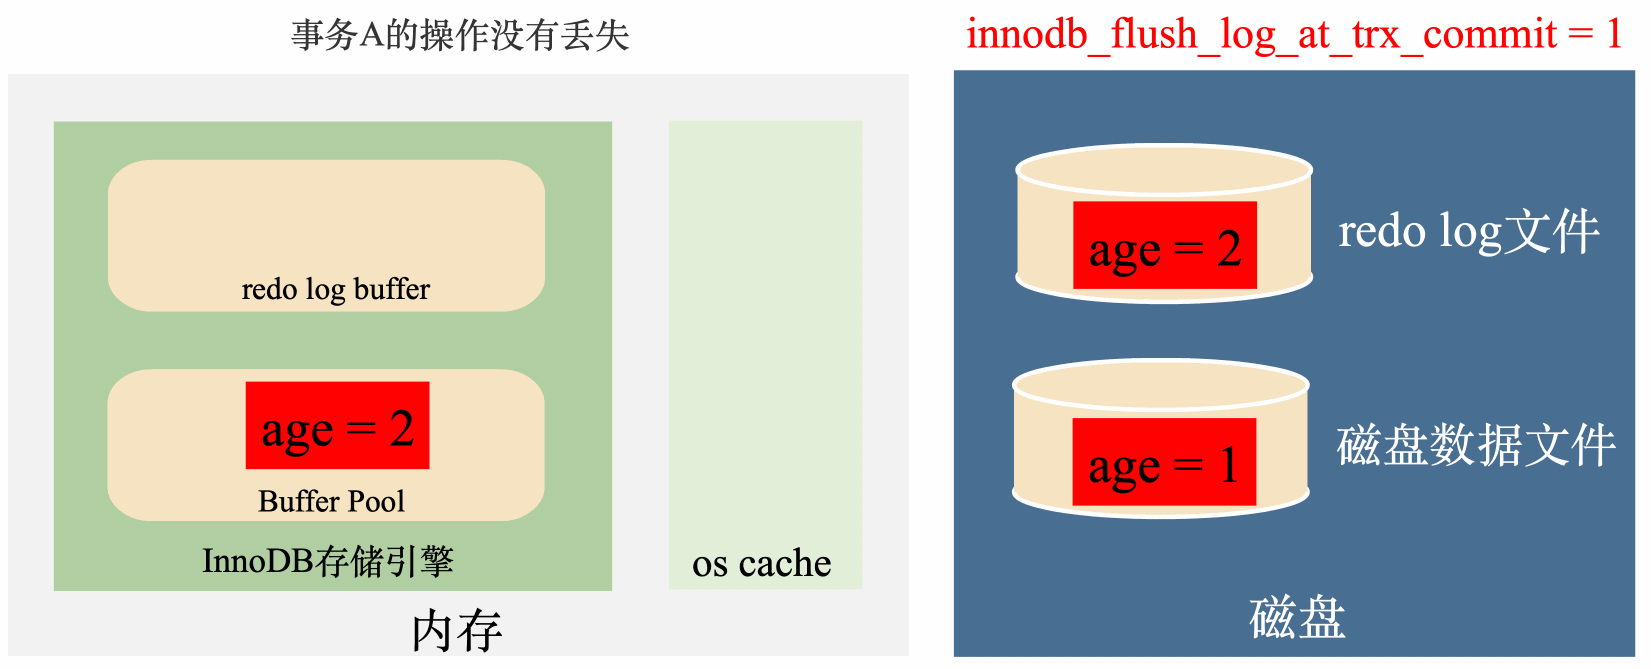 事务A的操作没有丢失
innodb_flush_log_at_trx_commit = 1
redo log buffer
age = 2
Buffer Pool
InnoDB存储引擎
os cache
内存
age = 2
redo log文件
age = 1
磁盘数据文件
磁盘